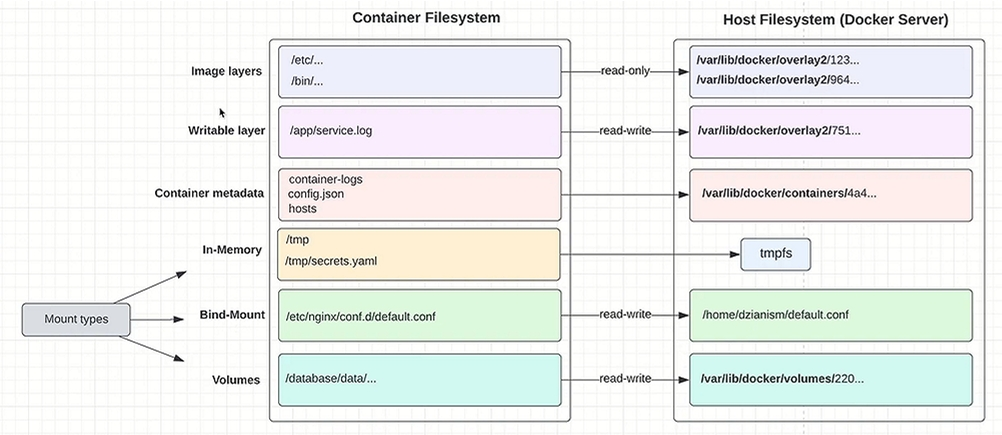 Container Filesystem
Host Filesystem (Docker Server)
Image layers
/etc/...
/bin/...
read-only
/var/lib/docker/overlay2/123...
/var/lib/docker/overlay2/964...
Writable layer
/app/service.log
read-write
/var/lib/docker/overlay2/751...
Container metadata
container-logs
config.json
hosts
/var/lib/docker/containers/4a4...
In-Memory
/tmp
/tmp/secrets.yaml
tmpfs
Mount types
Bind-Mount
/etc/nginx/conf.d/default.conf
read-write
/home/dzianism/default.conf
Volumes
/database/data/...
read-write
/var/lib/docker/volumes/220...